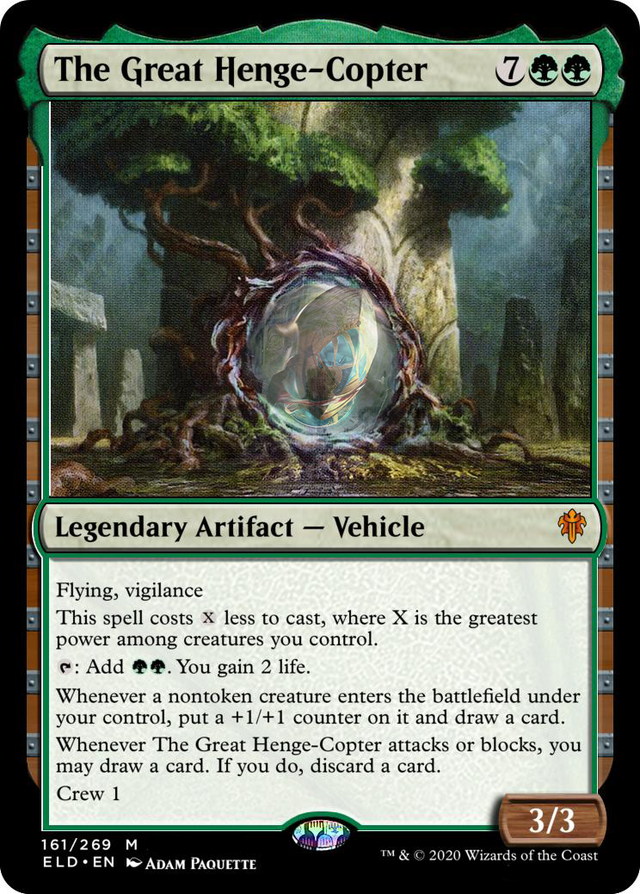 The Great Henge-Copter 7
Legendary Artifact — Vehicle
Flying, vigilance
This spell costs X less to cast, where X is the greatest
power among creatures you control.
: Add . You gain 2 life.
Whenever a nontoken creature enters the battlefield under
your control, put a +1/+1 counter on it and draw a card.
Whenever The Great Henge-Copter attacks or blocks, you
may draw a card. If you do, discard a card.
Crew 1
3/3
161/269 M
ELD • EN Adam Paquette
™ & © 2020 Wizards of the Coast